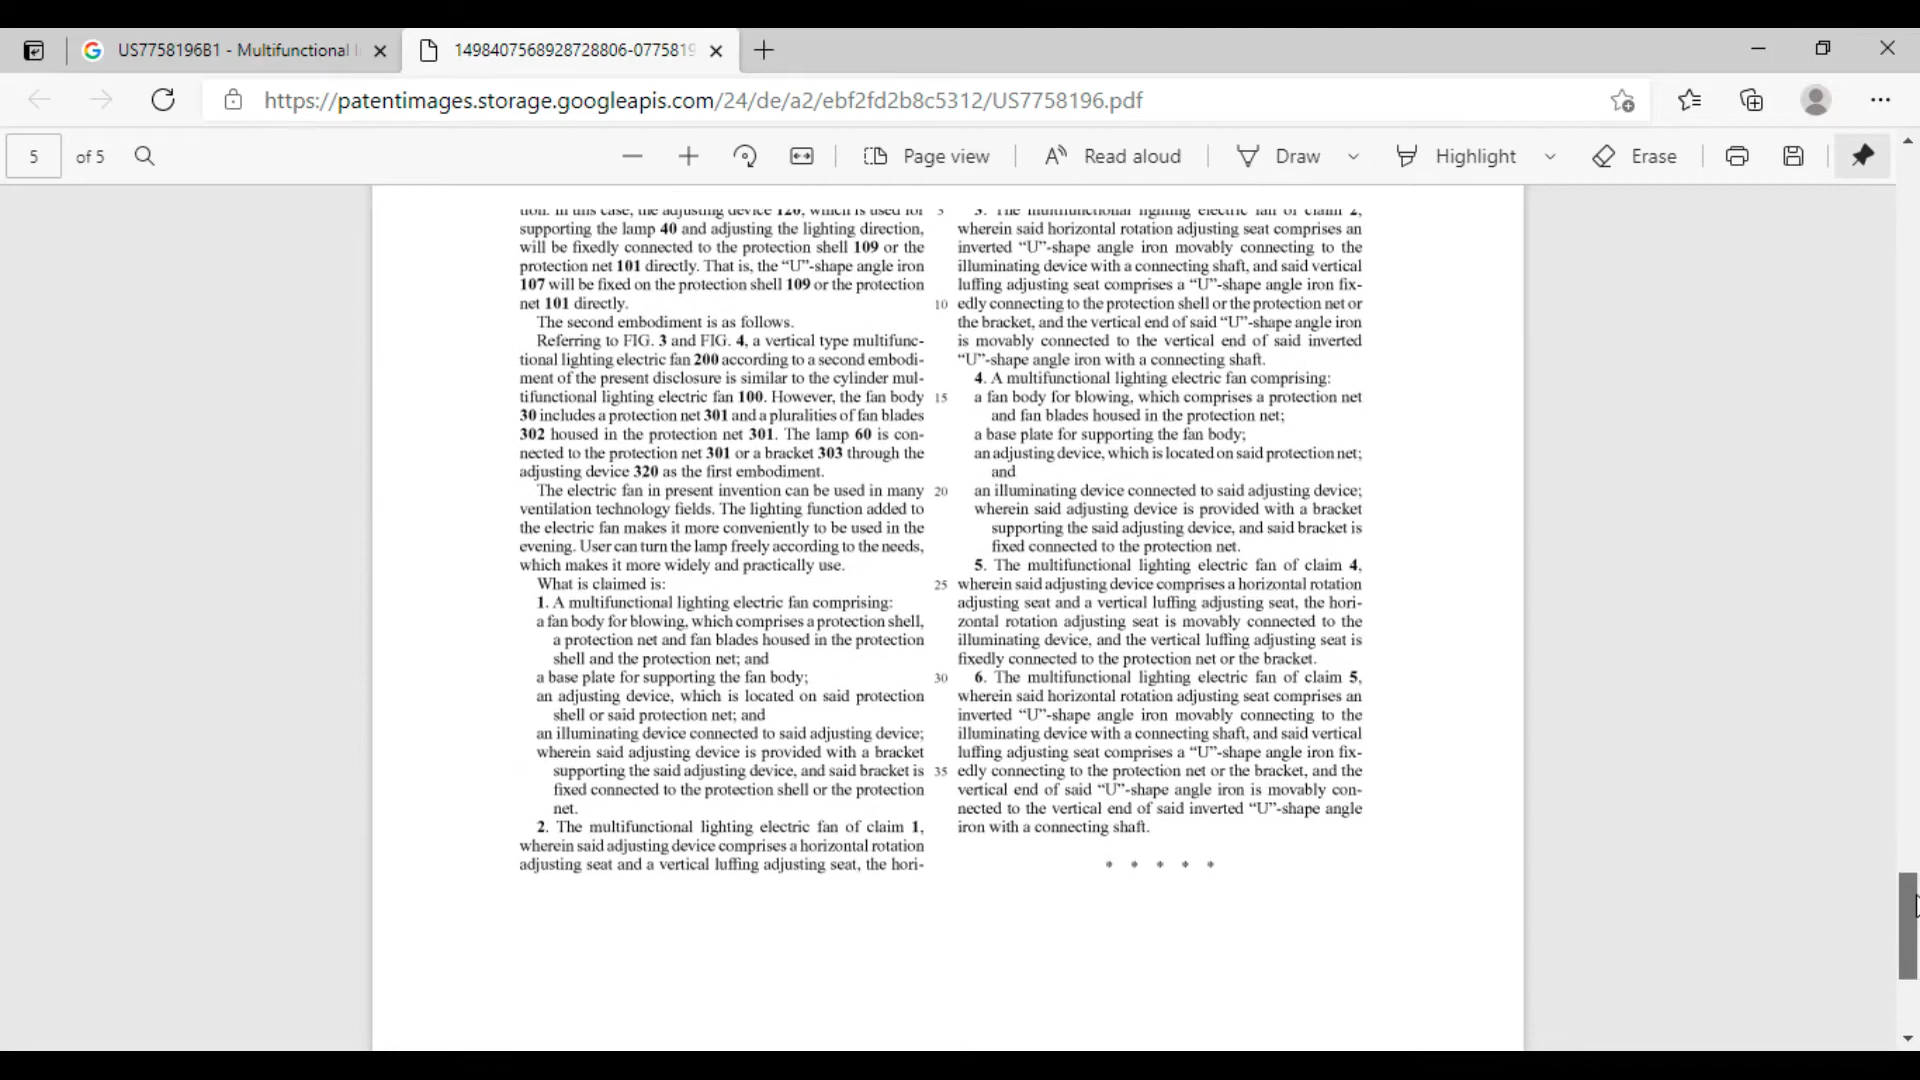 US7758196B1 - Multifunctional
1498407568928728806-0775819
https://patentimages.storage.googleapis.com/24/de/a2/ebf2fd2b8c5312/US7758196.pdf
5 of 5
Page view
Read aloud
Draw
Highlight
Erase
tion. In this case, the adjusting device 120, which is used for
supporting the lamp 40 and adjusting the lighting direction,
will be fixedly connected to the protection shell 109 or the
protection net 101 directly. That is, the “U”-shape angle iron
107 will be fixed on the protection shell 109 or the protection
net 101 directly.
The second embodiment is as follows.
Referring to FIG. 3 and FIG. 4, a vertical type multifunc-
tional lighting electric fan 200 according to a second embodi-
ment of the present disclosure is similar to the cylinder mul-
tifunctional lighting electric fan 100. However, the fan body
30 includes a protection net 301 and a pluralities of fan blades
302 housed in the protection net 301. The lamp 60 is con-
nected to the protection net 301 or a bracket 303 through the
adjusting device 320 as the first embodiment.
The electric fan in present invention can be used in many
ventilation technology fields. The lighting function added to
the electric fan makes it more conveniently to be used in the
evening. User can turn the lamp freely according to the needs,
which makes it more widely and practically use.
What is claimed is:
1. A multifunctional lighting electric fan comprising:
a fan body for blowing, which comprises a protection shell,
a protection net and fan blades housed in the protection
shell and the protection net; and
a base plate for supporting the fan body;
an adjusting device, which is located on said protection
shell or said protection net; and
an illuminating device connected to said adjusting device;
wherein said adjusting device is provided with a bracket
supporting the said adjusting device, and said bracket is
fixed connected to the protection shell or the protection
net.
2. The multifunctional lighting electric fan of claim 1,
wherein said adjusting device comprises a horizontal rotation
adjusting seat and a vertical luffing adjusting seat, the hori-
5
10
15
20
25
30
35
3. The multifunctional lighting electric fan of claim 2,
wherein said horizontal rotation adjusting seat comprises an
inverted “U”-shape angle iron movably connecting to the
illuminating device with a connecting shaft, and said vertical
luffing adjusting seat comprises a “U”-shape angle iron fix-
edly connecting to the protection shell or the protection net or
the bracket, and the vertical end of said “U”-shape angle iron
is movably connected to the vertical end of said inverted
“U”-shape angle iron with a connecting shaft.
4. A multifunctional lighting electric fan comprising:
a fan body for blowing, which comprises a protection net
and fan blades housed in the protection net;
a base plate for supporting the fan body;
an adjusting device, which is located on said protection net;
and
an illuminating device connected to said adjusting device;
wherein said adjusting device is provided with a bracket
supporting the said adjusting device, and said bracket is
fixed connected to the protection net.
5. The multifunctional lighting electric fan of claim 4,
wherein said adjusting device comprises a horizontal rotation
adjusting seat and a vertical luffing adjusting seat, the hori-
zontal rotation adjusting seat is movably connected to the
illuminating device, and the vertical luffing adjusting seat is
fixedly connected to the protection net or the bracket.
6. The multifunctional lighting electric fan of claim 5,
wherein said horizontal rotation adjusting seat comprises an
inverted “U”-shape angle iron movably connecting to the
illuminating device with a connecting shaft, and said vertical
luffing adjusting seat comprises a “U”-shape angle iron fix-
edly connecting to the protection net or the bracket, and the
vertical end of said “U”-shape angle iron is movably con-
nected to the vertical end of said inverted “U”-shape angle
iron with a connecting shaft.
* * * * *